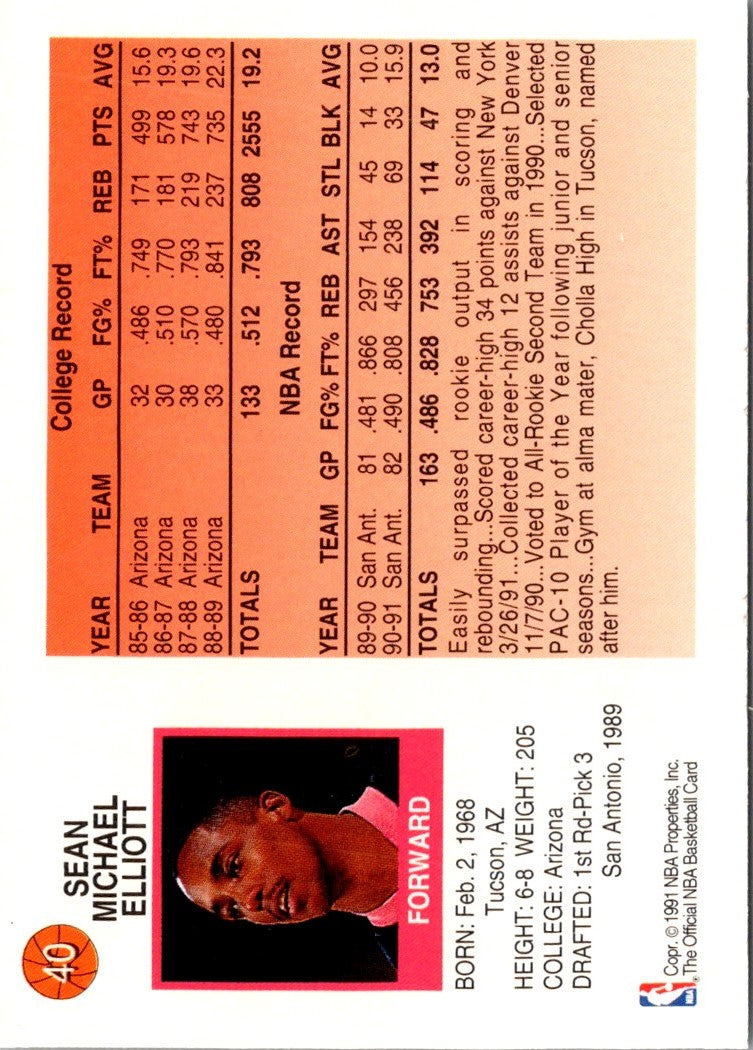 40
SEAN
MICHAEL
ELLIOTT
FORWARD
BORN: Feb. 2, 1968
Tucson, AZ
HEIGHT: 6-8 WEIGHT: 205
COLLEGE: Arizona
DRAFTED: 1st Rd-Pick 3
San Antonio, 1989
NBA
Copr. © 1991 NBA Properties, Inc.
® The Official NBA Basketball Card
College Record
YEAR TEAM GP FG% FT% REB PTS AVG
85-86 Arizona 32 .486 .749 171 499 15.6
86-87 Arizona 30 .510 .770 181 578 19.3
87-88 Arizona 38 .570 .793 219 743 19.6
88-89 Arizona 33 .480 .841 237 735 22.3
TOTALS 133 .512 .793 808 2555 19.2
NBA Record
YEAR TEAM GP FG% FT% REB AST STL BLK AVG
89-90 San Ant. 81 .481 .866 297 154 45 14 10.0
90-91 San Ant. 82 .490 .808 456 238 69 33 15.9
TOTALS 163 .486 .828 753 392 114 47 13.0
Easily surpassed rookie output in scoring and
rebounding...Scored career-high 34 points against New York
3/26/91...Collected career-high 12 assists against Denver
11/7/90...Voted to All-Rookie Second Team in 1990...Selected
PAC-10 Player of the Year following junior and senior
seasons...Gym at alma mater, Cholla High in Tucson, named
after him.